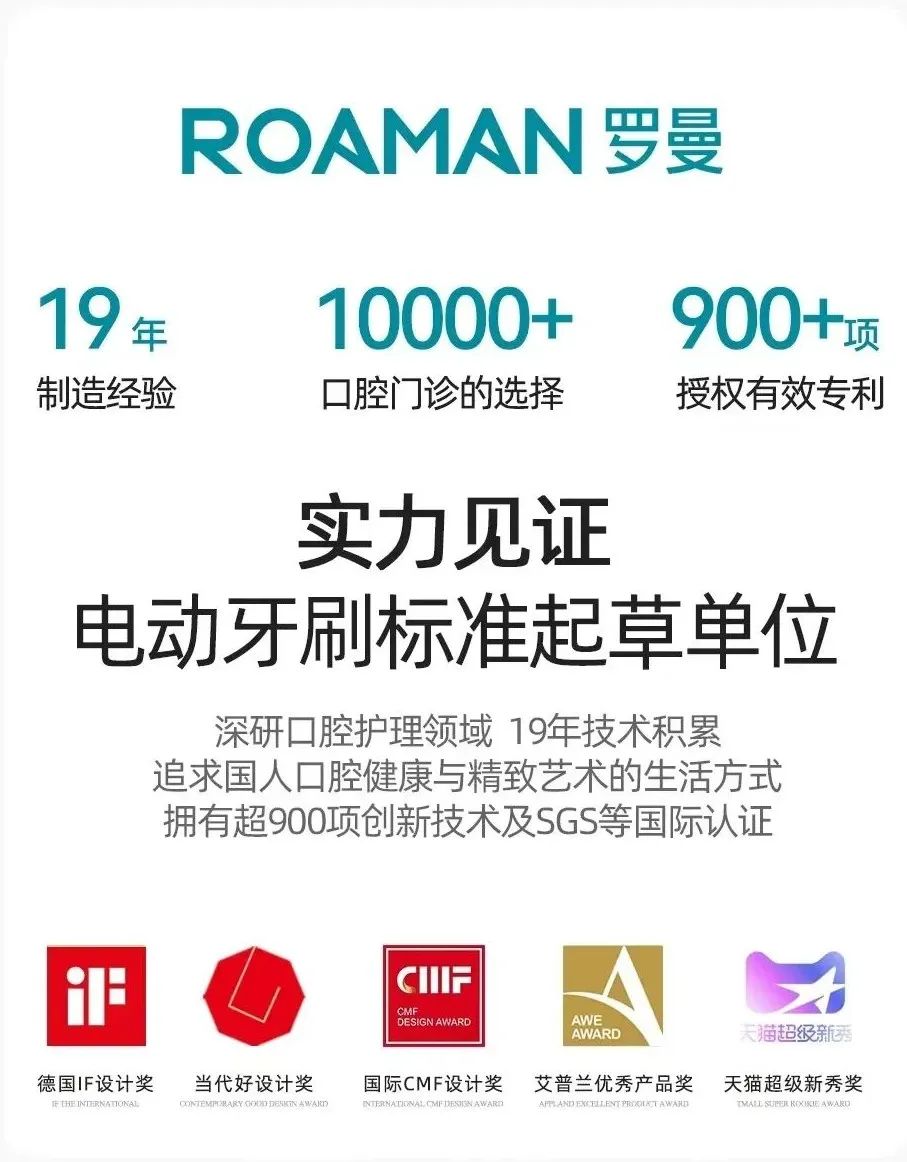 ROAMAN 罗曼
19年 10000+ 900+项
制造经验 口腔门诊的选择 授权有效专利
实力见证
电动牙刷标准起草单位
深研口腔护理领域 19年技术积累
追求国人口腔健康与精致艺术的生活方式
拥有超900项创新技术及SGS等国际认证
iF CMF AWE AWARD 天猫超级新秀
CMF DESIGN AWARD
德国IF设计奖 当代好设计奖 国际CMF设计奖 艾普兰优秀产品奖 天猫超级新秀奖
IF THE INTERNATIONAL CONTEMPORARY GOOD DESIGN AWARD INTERNATIONAL CMF DESIGN AWARD APPLAND EXCELLENT PRODUCT AWARD TMALL SUPER ROOKIE AWARD